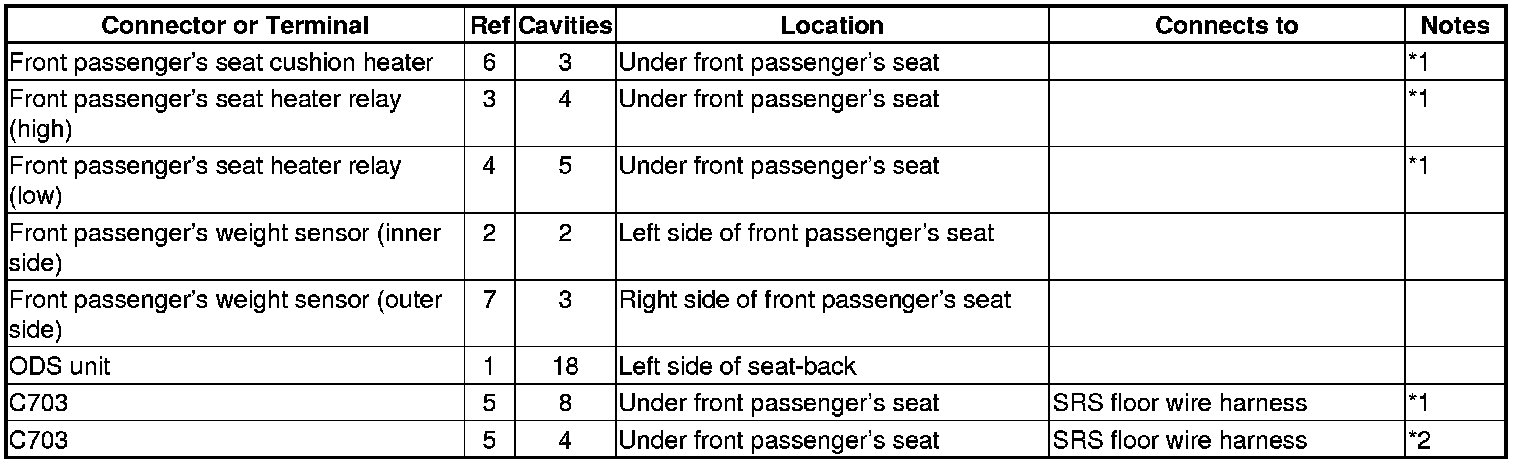 Connector or Terminal Ref Cavities Location Connects to Notes
Front passenger's seat cushion heater 6 3 Under front passenger's seat *1
Front passenger's seat heater relay 3 4 Under front passenger's seat *1
(high)
Front passenger's seat heater relay 4 5 Under front passenger's seat *1
(low)
Front passenger's weight sensor (inner 2 2 Left side of front passenger's seat
side)
Front passenger's weight sensor (outer 7 3 Right side of front passenger's seat
side)
ODS unit 1 18 Left side of seat-back
C703 5 8 Under front passenger's seat SRS floor wire harness *1
C703 5 4 Under front passenger's seat SRS floor wire harness *2